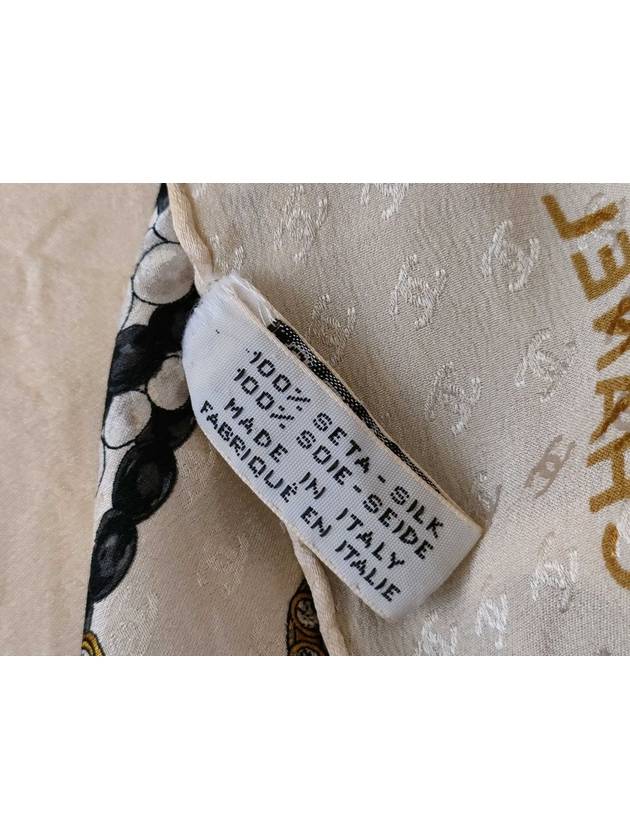 100% SETA-SILK
100% SOIE-SEIDE
MADE IN ITALY
FABRIQUÉ EN ITALIE
CHANEL